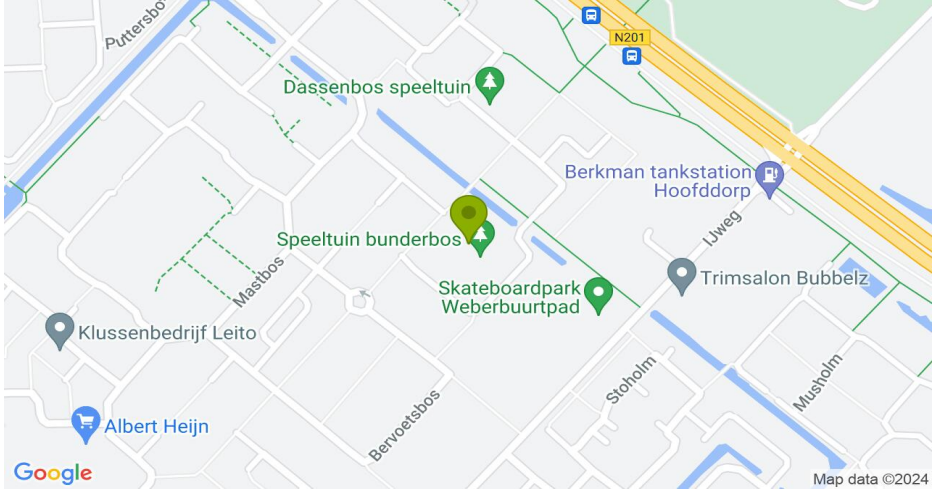 Puttersbos
N201
Dassenbos speeltuin
Berkman tankstation
Hoofddorp
IJweg
Speeltuin bunderbos
Mastbos
Skateboardpark
Weberbuurtpad
Trimsalon Bubbelz
Klussenbedrijf Leito
Stoholm
Musholm
Bervoetsbos
Albert Heijn
Google
Map data ©2024